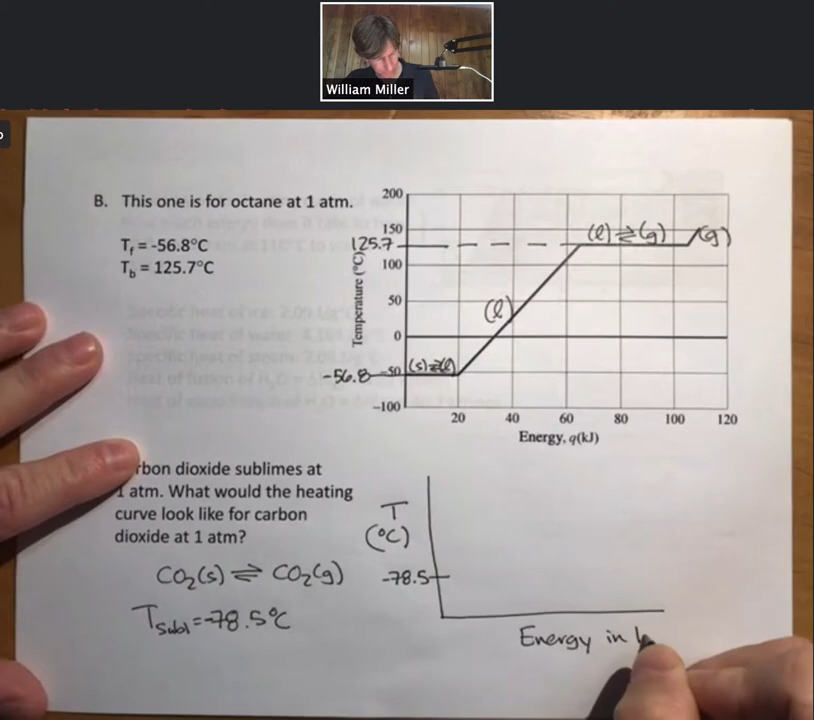 William Miller
B. This one is for octane at 1 atm.
Tf = -56.8°C
Tb = 125.7°C
200
150
125.7
100
50
0
-56.8
-50
-100
Temperature (°C)
(l) ⇌ (g)
(g)
(l)
(s)⇌(l)
20 40 60 80 100 120
Energy, q(kJ)
rbon dioxide sublimes at
1 atm. What would the heating
curve look like for carbon
dioxide at 1 atm?
CO₂(s) ⇌ CO₂(g)
Tsubl = -78.5°C
T
(°C)
-78.5
Energy in